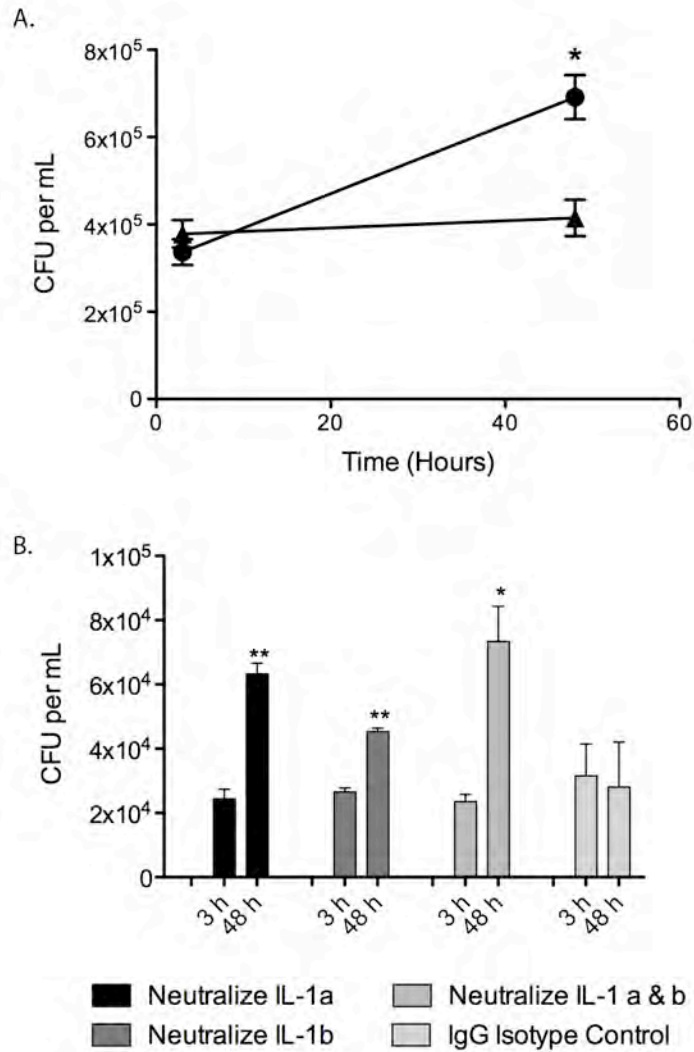 A.
*
8x10⁵
6x10⁵
4x10⁵
2x10⁵
0
CFU per mL
0 20 40 60
Time (Hours)
B.
1x10⁵
8x10⁴
6x10⁴
4x10⁴
2x10⁴
0
CFU per mL
** ** *
3 h 48 h 3 h 48 h 3 h 48 h 3 h 48 h
Neutralize IL-1a Neutralize IL-1 a & b
Neutralize IL-1b IgG Isotype Control